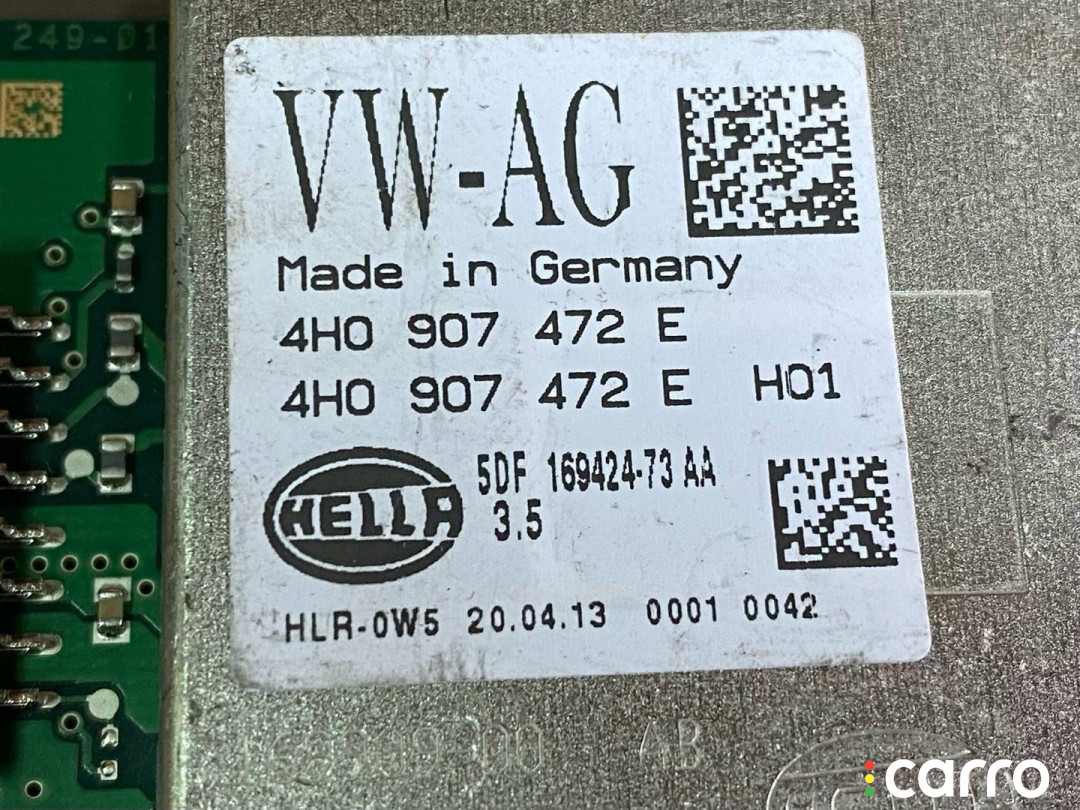 249-01
VW-AG
Made in Germany
4H0 907 472 E
4H0 907 472 E H01
HELLA
5DF 169424-73 AA
3.5
HLR-0W5 20.04.13 0001 0042
AB
carro